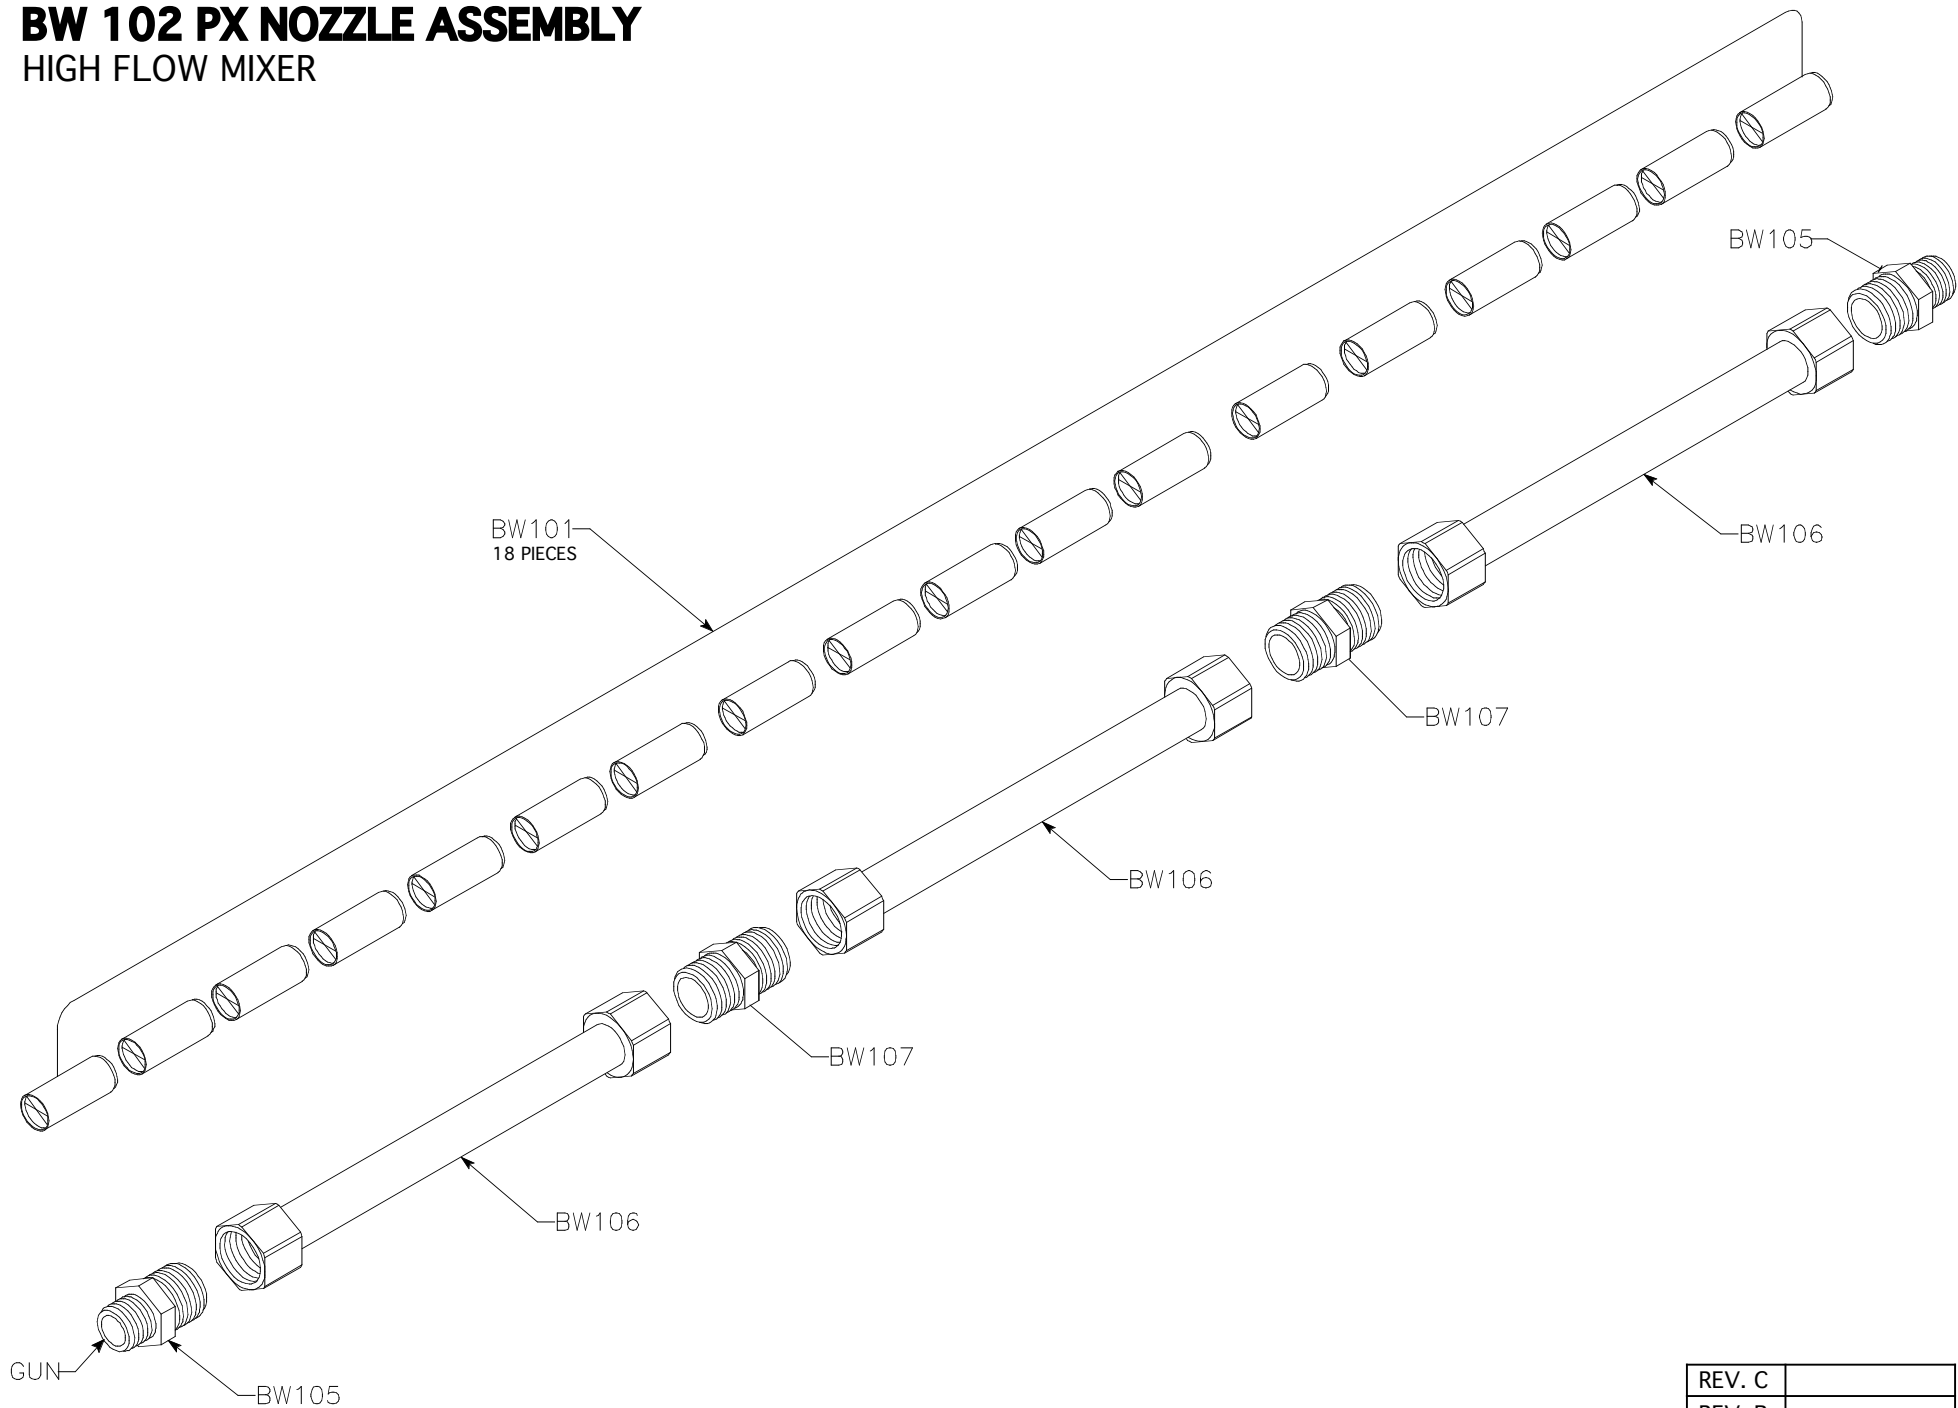 BW 102 PX NOZZLE ASSEMBLY
HIGH FLOW MIXER
BW105
BW101
18 PIECES
BW106
BW107
BW106
BW107
BW106
GUN
BW105
REV. C